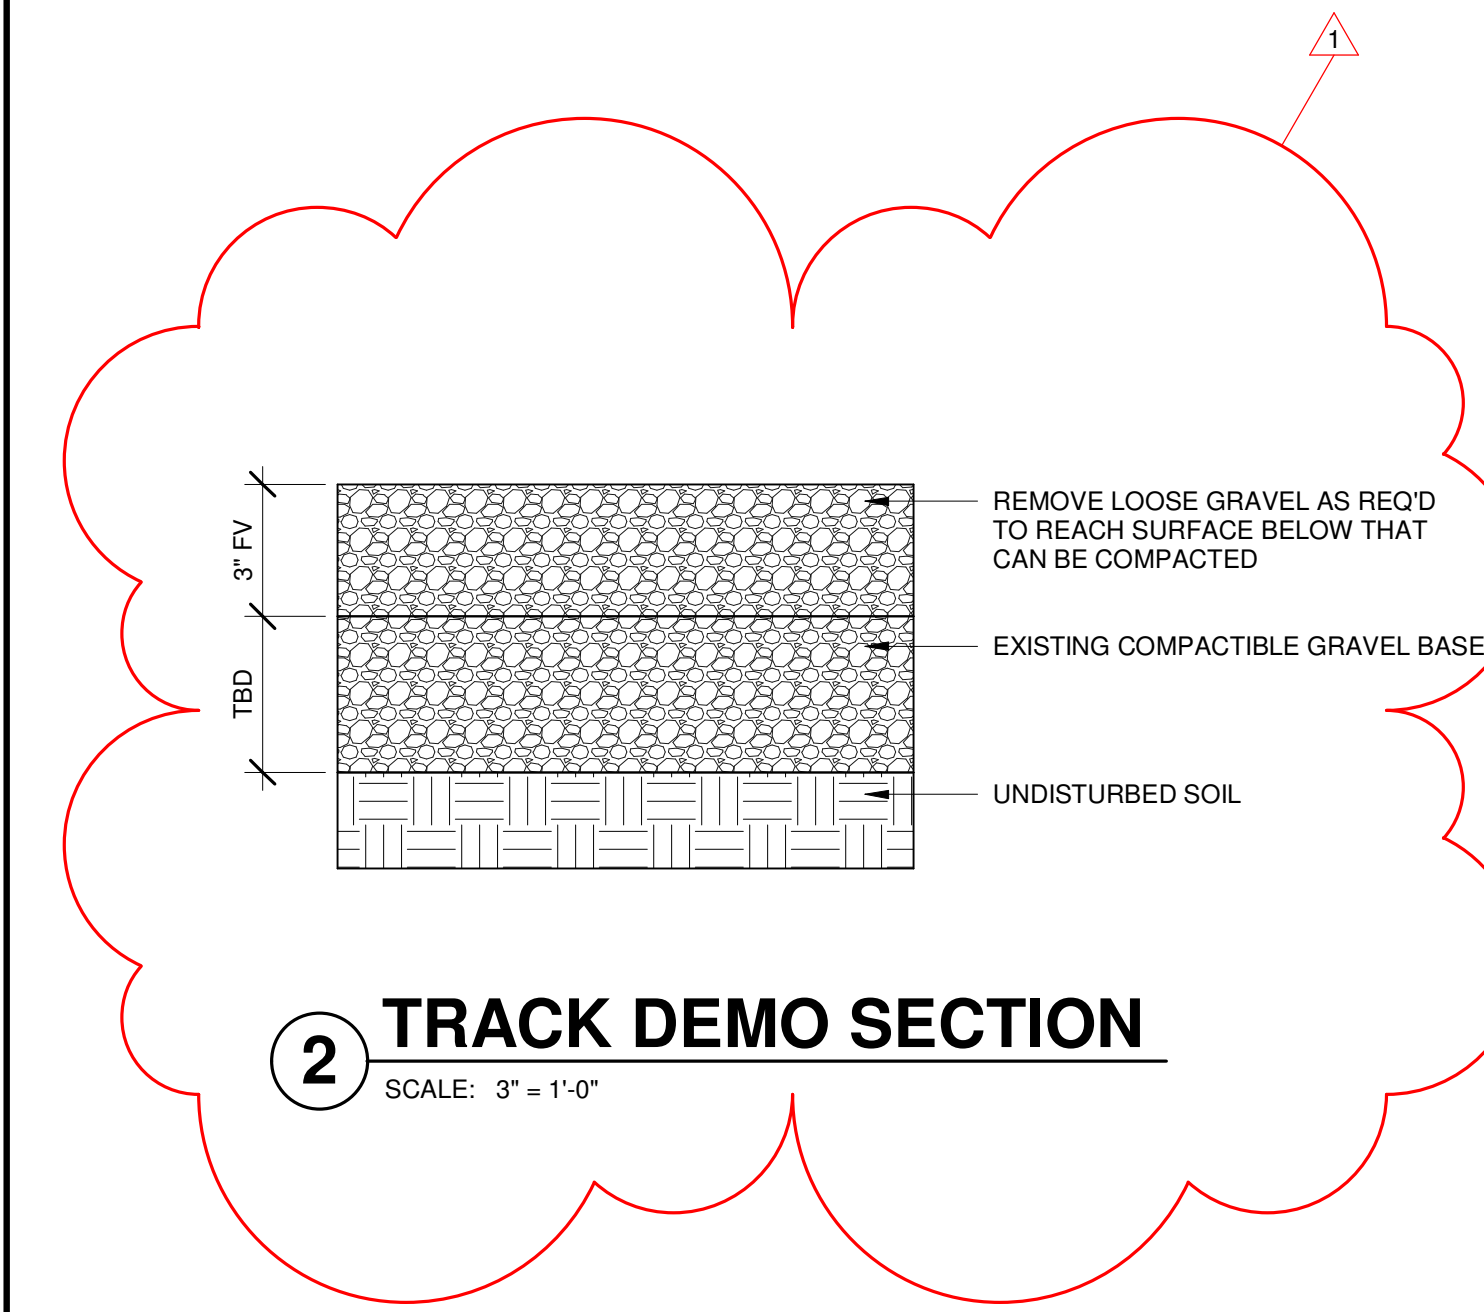 1
3" FV
REMOVE LOOSE GRAVEL AS REQ'D
TO REACH SURFACE BELOW THAT
CAN BE COMPACTED
TBD
EXISTING COMPACTIBLE GRAVEL BASE
UNDISTURBED SOIL
2
TRACK DEMO SECTION
SCALE: 3" = 1'-0"